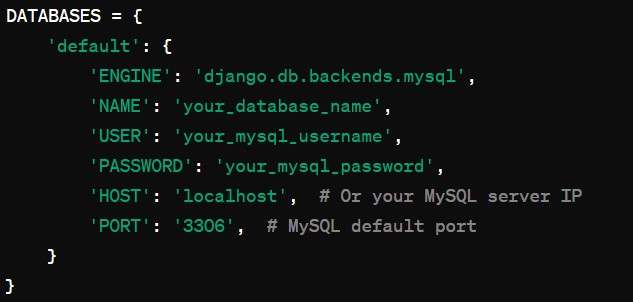 DATABASES = {
    'default': {
        'ENGINE': 'django.db.backends.mysql',
        'NAME': 'your_database_name',
        'USER': 'your_mysql_username',
        'PASSWORD': 'your_mysql_password',
        'HOST': 'localhost',  # Or your MySQL server IP
        'PORT': '3306',  # MySQL default port
    }
}